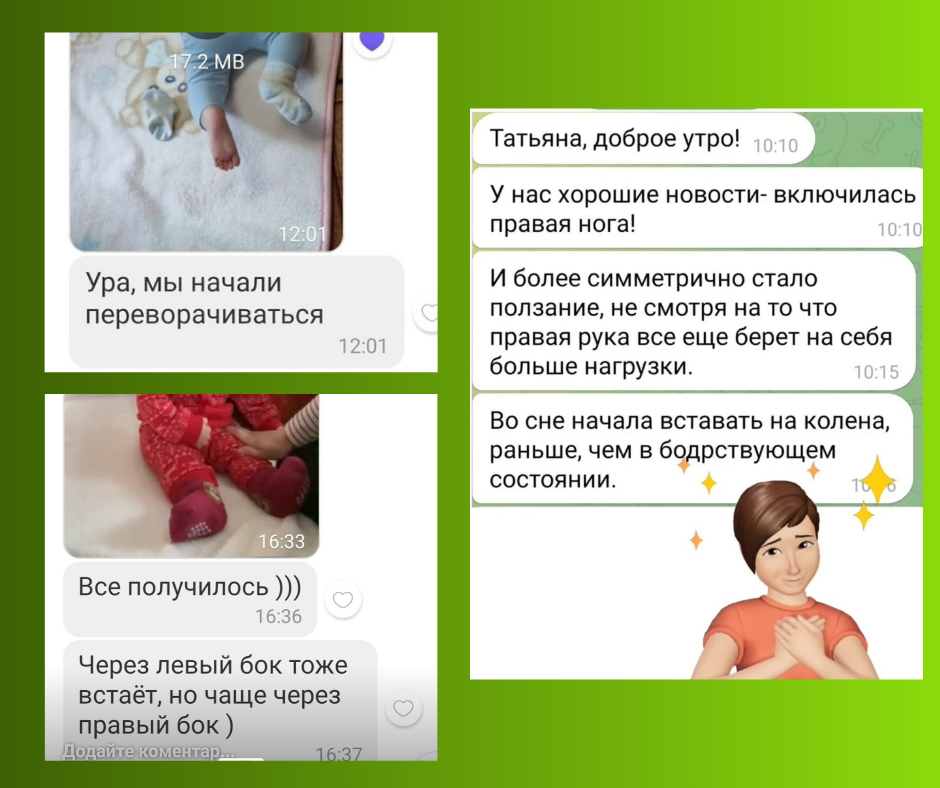 17.2 MB
12:01
Ура, мы начали
переворачиваться
12:01
16:33
Все получилось )))
16:36
Через левый бок тоже
встаёт, но чаще через
правый бок )
Додайте коментар...
16:37
Татьяна, доброе утро!
10:10
У нас хорошие новости- включилась
правая нога!
10:10
И более симметрично стало
ползание, не смотря на то что
правая рука все еще берет на себя
больше нагрузки.
10:15
Во сне начала вставать на колена,
раньше, чем в бодрствующем
состоянии.